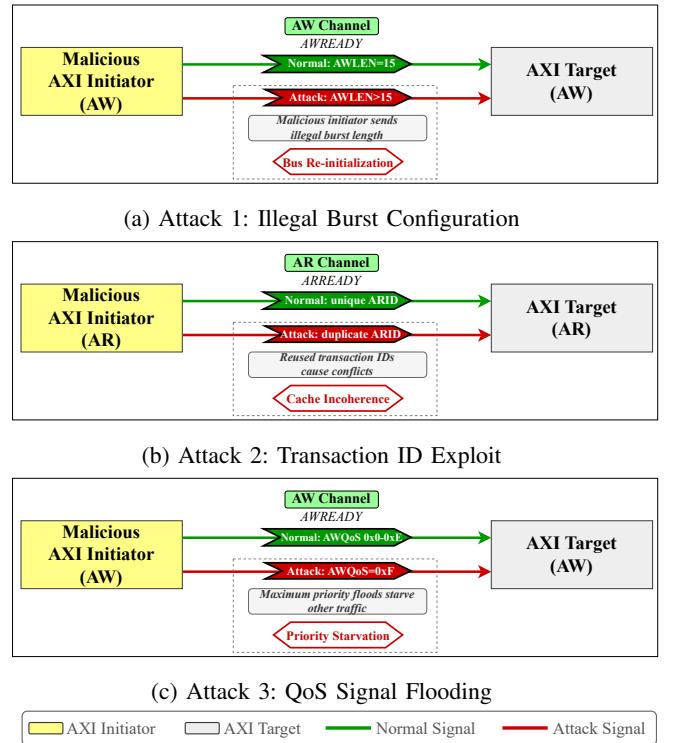 AW Channel
AWREADY
Malicious
AXI Initiator
(AW)
Normal: AWLEN=15
Attack: AWLEN>15
Malicious initiator sends
illegal burst length
Bus Re-initialization
AXI Target
(AW)
(a) Attack 1: Illegal Burst Configuration
AR Channel
ARREADY
Malicious
AXI Initiator
(AR)
Normal: unique ARID
Attack: duplicate ARID
Reused transaction IDs
cause conflicts
Cache Incoherence
AXI Target
(AR)
(b) Attack 2: Transaction ID Exploit
AW Channel
AWREADY
Malicious
AXI Initiator
(AW)
Normal: AWQoS 0x0-0xE
Attack: AWQoS=0xF
Maximum priority floods starve
other traffic
Priority Starvation
AXI Target
(AW)
(c) Attack 3: QoS Signal Flooding
AXI Initiator AXI Target Normal Signal Attack Signal